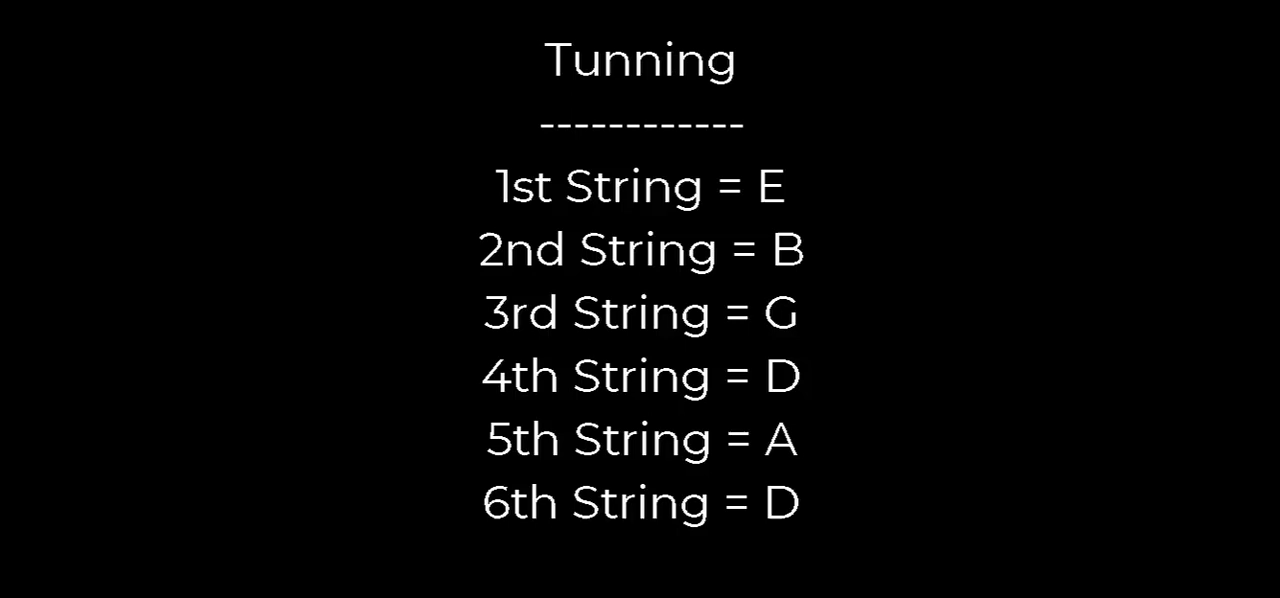 Tunning
------------
1st String = E
2nd String = B
3rd String = G
4th String = D
5th String = A
6th String = D